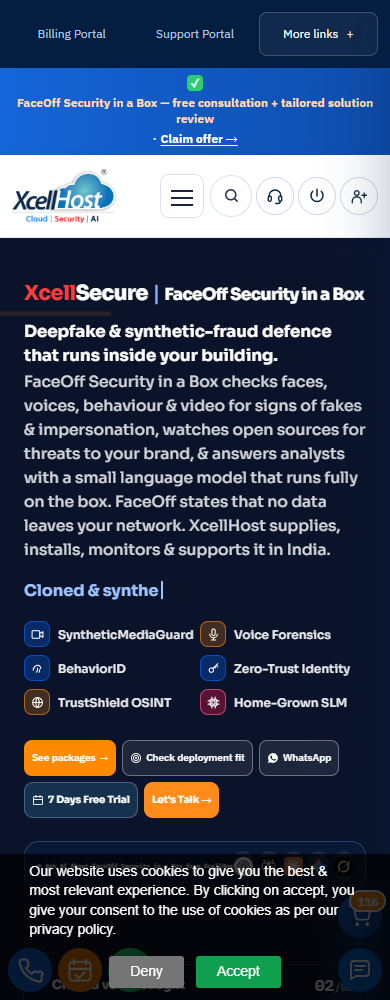 Billing Portal
Support Portal
More links +
FaceOff Security in a Box — free consultation + tailored solution
review
· Claim offer →
XcellHost®
Cloud | Security | AI
XcellSecure | FaceOff Security in a Box
Deepfake & synthetic-fraud defence
that runs inside your building.
FaceOff Security in a Box checks faces,
voices, behaviour & video for signs of fakes
& impersonation, watches open sources for
threats to your brand, & answers analysts
with a small language model that runs fully
on the box. FaceOff states that no data
leaves your network. XcellHost supplies,
installs, monitors & supports it in India.
Cloned & synthe
SyntheticMediaGuard
Voice Forensics
BehaviorID
Zero-Trust Identity
TrustShield OSINT
Home-Grown SLM
See packages →
Check deployment fit
WhatsApp
7 Days Free Trial
Let's Talk →
Our website uses cookies to give you the best &
most relevant experience. By clicking on accept, you
give your consent to the use of cookies as per our
privacy policy.
116
Deny
Accept
02